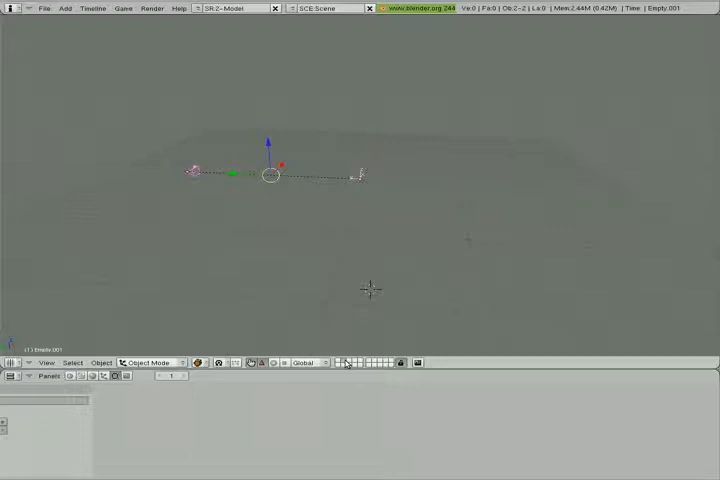 File Add Timeline Game Render Help SR:2-Model SCE:Scene www.blender.org 244 Ve:0 | Fa:0 | Ob:2-2 | La:0 | Mem:2.44M (0.42M) | Time: | Empty.001
(1) Empty.001
View Select Object Object Mode Global
Panels 1